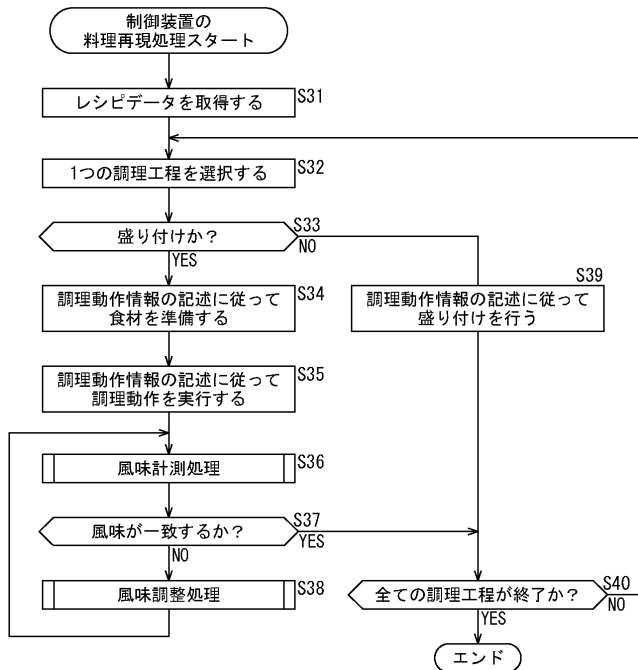 制御装置の
料理再現処理スタート
レシピデータを取得する
S31
1つの調理工程を選択する
S32
盛り付けか？
S33
NO
YES
調理動作情報の記述に従って
食材を準備する
S34
調理動作情報の記述に従って
盛り付けを行う
S39
調理動作情報の記述に従って
調理動作を実行する
S35
風味計測処理
S36
風味が一致するか？
S37
YES
NO
風味調整処理
S38
全ての調理工程が終了か？
S40
NO
YES
エンド